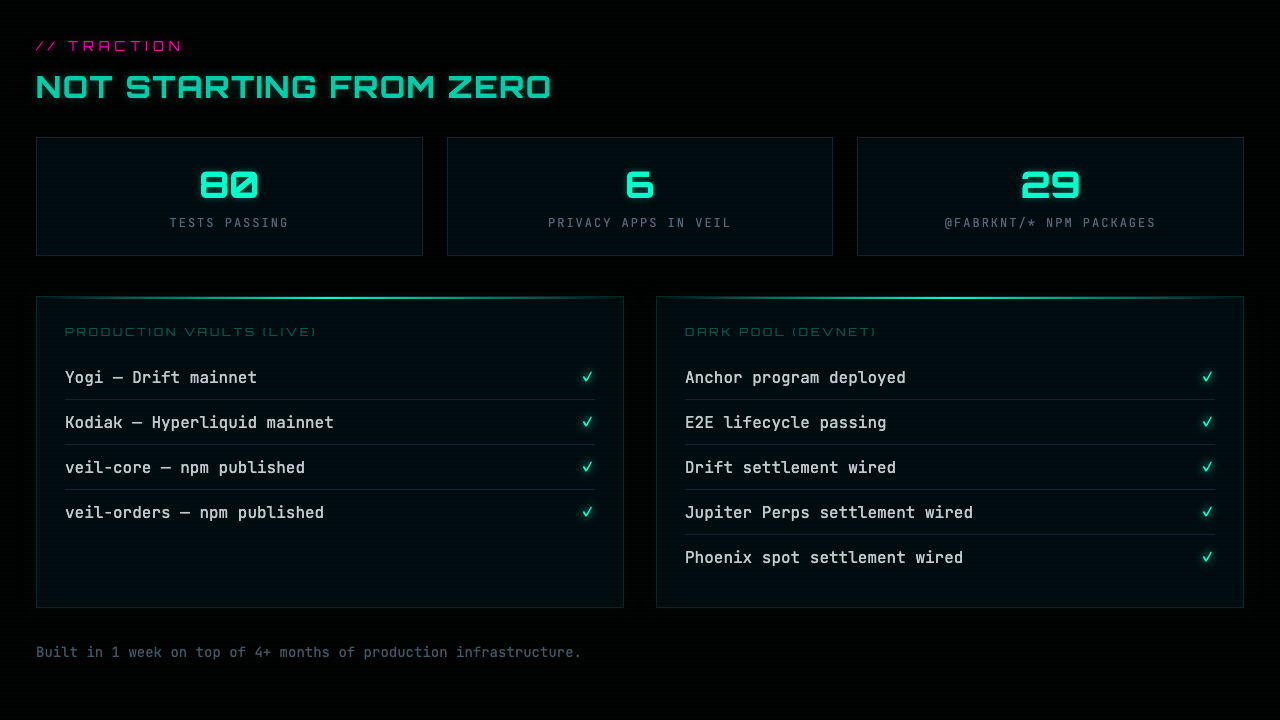 // TRACTION
NOT STARTING FROM ZERO
80
TESTS PASSING
6
PRIVACY APPS IN VEIL
29
@FABRKNT/* NPM PACKAGES
PRODUCTION VAULTS (LIVE)
Yogi — Drift mainnet ✓
Kodiak — Hyperliquid mainnet ✓
veil-core — npm published ✓
veil-orders — npm published ✓
DARK POOL (DEVNET)
Anchor program deployed ✓
E2E lifecycle passing ✓
Drift settlement wired ✓
Jupiter Perps settlement wired ✓
Phoenix spot settlement wired ✓
Built in 1 week on top of 4+ months of production infrastructure.